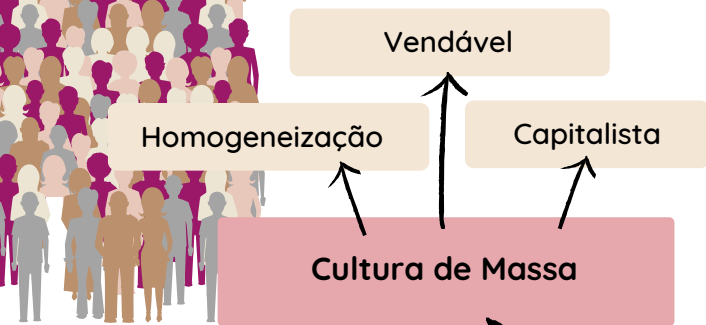 Vendável
Homogeneização
Capitalista
Cultura de Massa